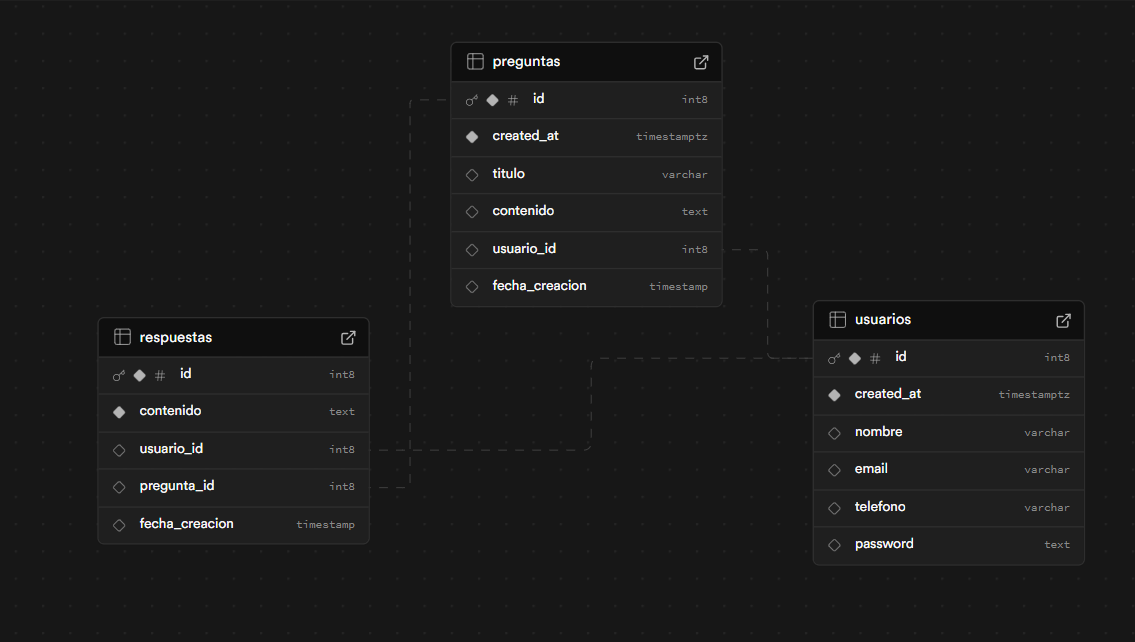 preguntas
# id int8
created_at timestamptz
titulo varchar
contenido text
usuario_id int8
fecha_creacion timestamp
respuestas
# id int8
contenido text
usuario_id int8
pregunta_id int8
fecha_creacion timestamp
usuarios
# id int8
created_at timestamptz
nombre varchar
email varchar
telefono varchar
password text